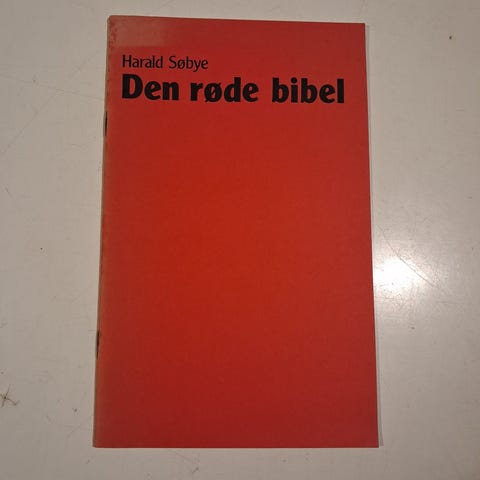 Harald Søbye
Den røde bibel